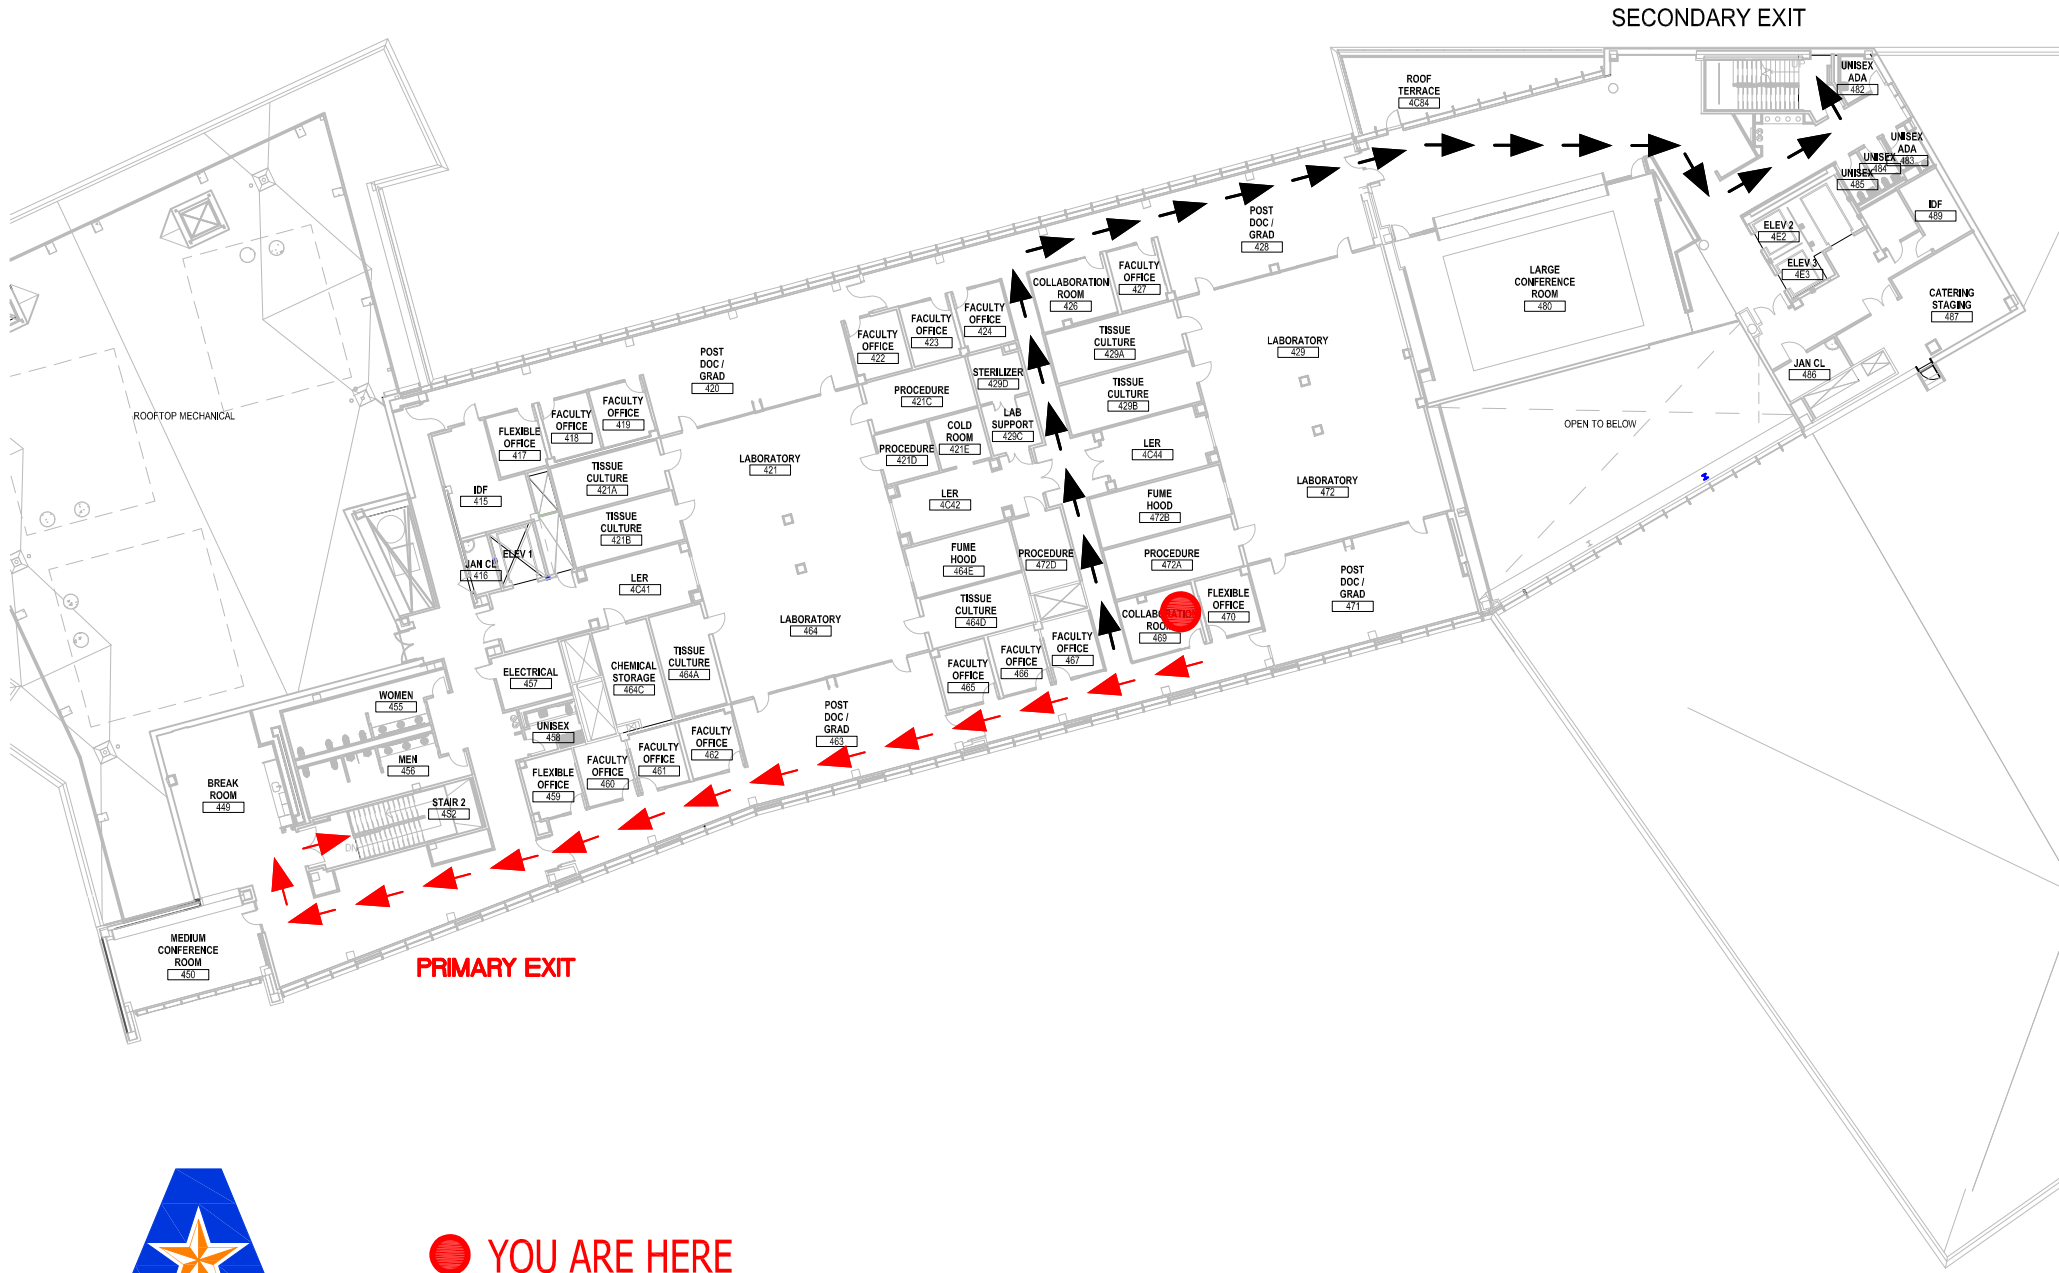 SECONDARY EXIT
UNISEX
ADA
482
ROOF
TERRACE
4C84
UNISEX
ADA
483
UNISEX
484
UNISEX
485
IDF
489
POST
DOC /
GRAD
428
ELEV 2
4E2
ELEV 3
4E3
FACULTY
OFFICE
427
COLLABORATION
ROOM
426
LARGE
CONFERENCE
ROOM
480
CATERING
STAGING
487
FACULTY
OFFICE
424
FACULTY
OFFICE
423
FACULTY
OFFICE
422
TISSUE
CULTURE
429A
LABORATORY
429
POST
DOC /
GRAD
420
JAN CL
486
STERILIZER
429D
PROCEDURE
421C
TISSUE
CULTURE
429B
ROOFTOP MECHANICAL
FACULTY
OFFICE
419
FACULTY
OFFICE
418
FLEXIBLE
OFFICE
417
LAB
SUPPORT
429C
COLD
ROOM
421E
PROCEDURE
421D
OPEN TO BELOW
LER
4C44
LABORATORY
421
TISSUE
CULTURE
421A
IDF
415
LER
4C42
LABORATORY
472
FUME
HOOD
472B
TISSUE
CULTURE
421B
ELEV 1
JAN CL
416
FUME
HOOD
464E
PROCEDURE
472D
PROCEDURE
472A
LER
4C41
POST
DOC /
GRAD
471
FLEXIBLE
OFFICE
470
COLLABORATION
ROOM
469
TISSUE
CULTURE
464D
LABORATORY
464
FACULTY
OFFICE
467
FACULTY
OFFICE
466
FACULTY
OFFICE
465
TISSUE
CULTURE
464A
CHEMICAL
STORAGE
464C
ELECTRICAL
457
WOMEN
455
POST
DOC /
GRAD
463
UNISEX
458
FACULTY
OFFICE
462
FACULTY
OFFICE
461
FACULTY
OFFICE
460
FLEXIBLE
OFFICE
459
MEN
456
BREAK
ROOM
449
STAIR 2
4S2
DN
MEDIUM
CONFERENCE
ROOM
450
PRIMARY EXIT
YOU ARE HERE